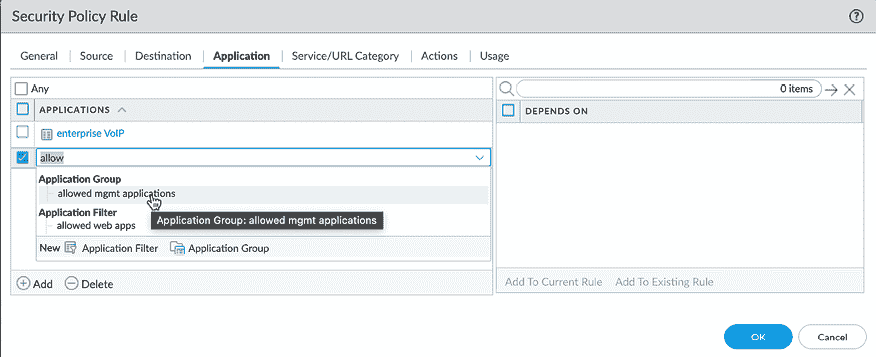 Security Policy Rule
General Source Destination Application Service/URL Category Actions Usage
Any
0 items
APPLICATIONS
DEPENDS ON
enterprise VoIP
allow
Application Group
allowed mgmt applications
Application Filter
Application Group: allowed mgmt applications
allowed web apps
New Application Filter Application Group
Add Delete
Add To Current Rule Add To Existing Rule
OK Cancel